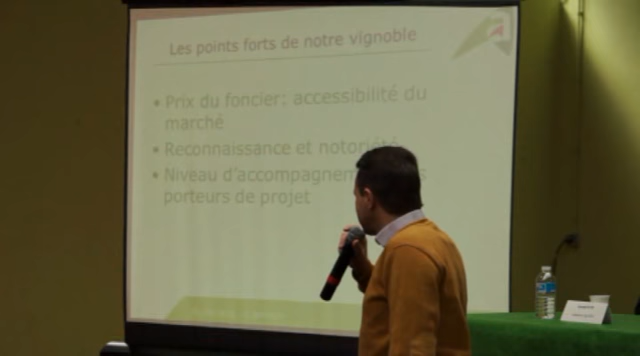 Les points forts de notre vignoble
• Prix du foncier: accessibilité du
marché
• Reconnaissance et notoriété
• Niveau
porteurs de projet